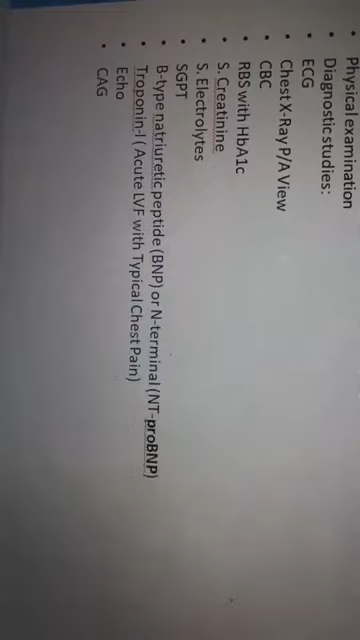 • Physical examination
• Diagnostic studies:
• ECG
• Chest X-Ray P/A View
• CBC
• RBS with HbA1c
• S. Creatinine
• S. Electrolytes
• SGPT
• B-type natriuretic peptide (BNP) or N-terminal (NT-proBNP)
• Troponin-I ( Acute LVF with Typical Chest Pain)
• Echo
• CAG